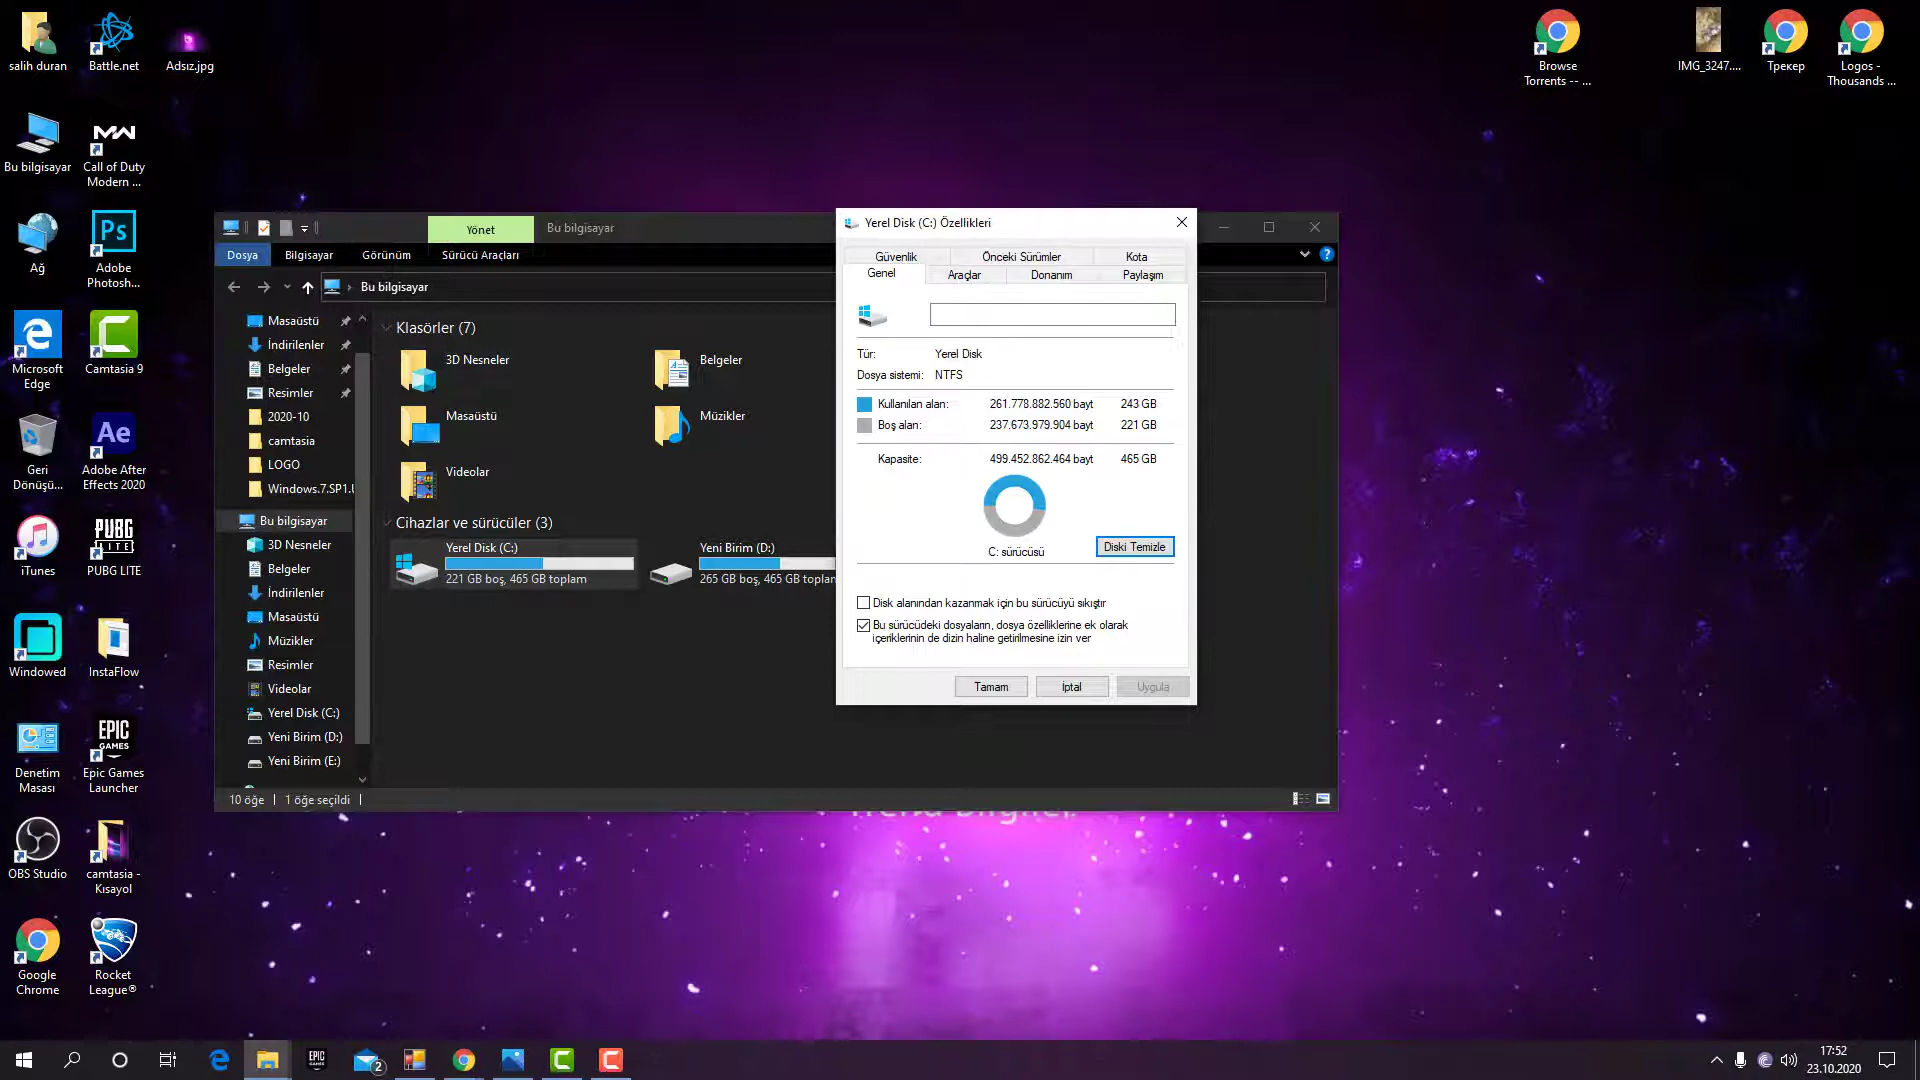 salih duran
Battle.net
Adsız.jpg
Browse
Torrents -- ...
IMG_3247....
Трекер
Logos -
Thousands ...
Bu bilgisayar
Call of Duty
Modern ...
Ağ
Adobe
Photosh...
Microsoft
Edge
Camtasia 9
Geri
Dönüşü...
Adobe After
Effects 2020
iTunes
PUBG LITE
Windowed
InstaFlow
Denetim
Masası
Epic Games
Launcher
OBS Studio
camtasia -
Kısayol
Google
Chrome
Rocket
League®
Yönet
Bu bilgisayar
Dosya
Bilgisayar
Görünüm
Sürücü Araçları
Bu bilgisayar
Masaüstü
İndirilenler
Belgeler
Resimler
2020-10
camtasia
LOGO
Windows.7.SP1.
Bu bilgisayar
3D Nesneler
Belgeler
İndirilenler
Masaüstü
Müzikler
Resimler
Videolar
Yerel Disk (C:)
Yeni Birim (D:)
Yeni Birim (E:)
Klasörler (7)
3D Nesneler
Belgeler
Masaüstü
Müzikler
Videolar
Cihazlar ve sürücüler (3)
Yerel Disk (C:)
221 GB boş, 465 GB toplam
Yeni Birim (D:)
265 GB boş, 465 GB toplam
10 öğe
1 öğe seçildi
Yerel Disk (C:) Özellikleri
Güvenlik
Önceki Sürümler
Kota
Genel
Araçlar
Donanım
Paylaşım
Tür: Yerel Disk
Dosya sistemi: NTFS
Kullanılan alan: 261.778.882.560 bayt 243 GB
Boş alan: 237.673.979.904 bayt 221 GB
Kapasite: 499.452.862.464 bayt 465 GB
C: sürücüsü
Diski Temizle
Disk alanından kazanmak için bu sürücüyü sıkıştır
Bu sürücüdeki dosyaların, dosya özelliklerine ek olarak
içeriklerinin de dizin haline getirilmesine izin ver
Tamam
İptal
Uygula
17:52
23.10.2020